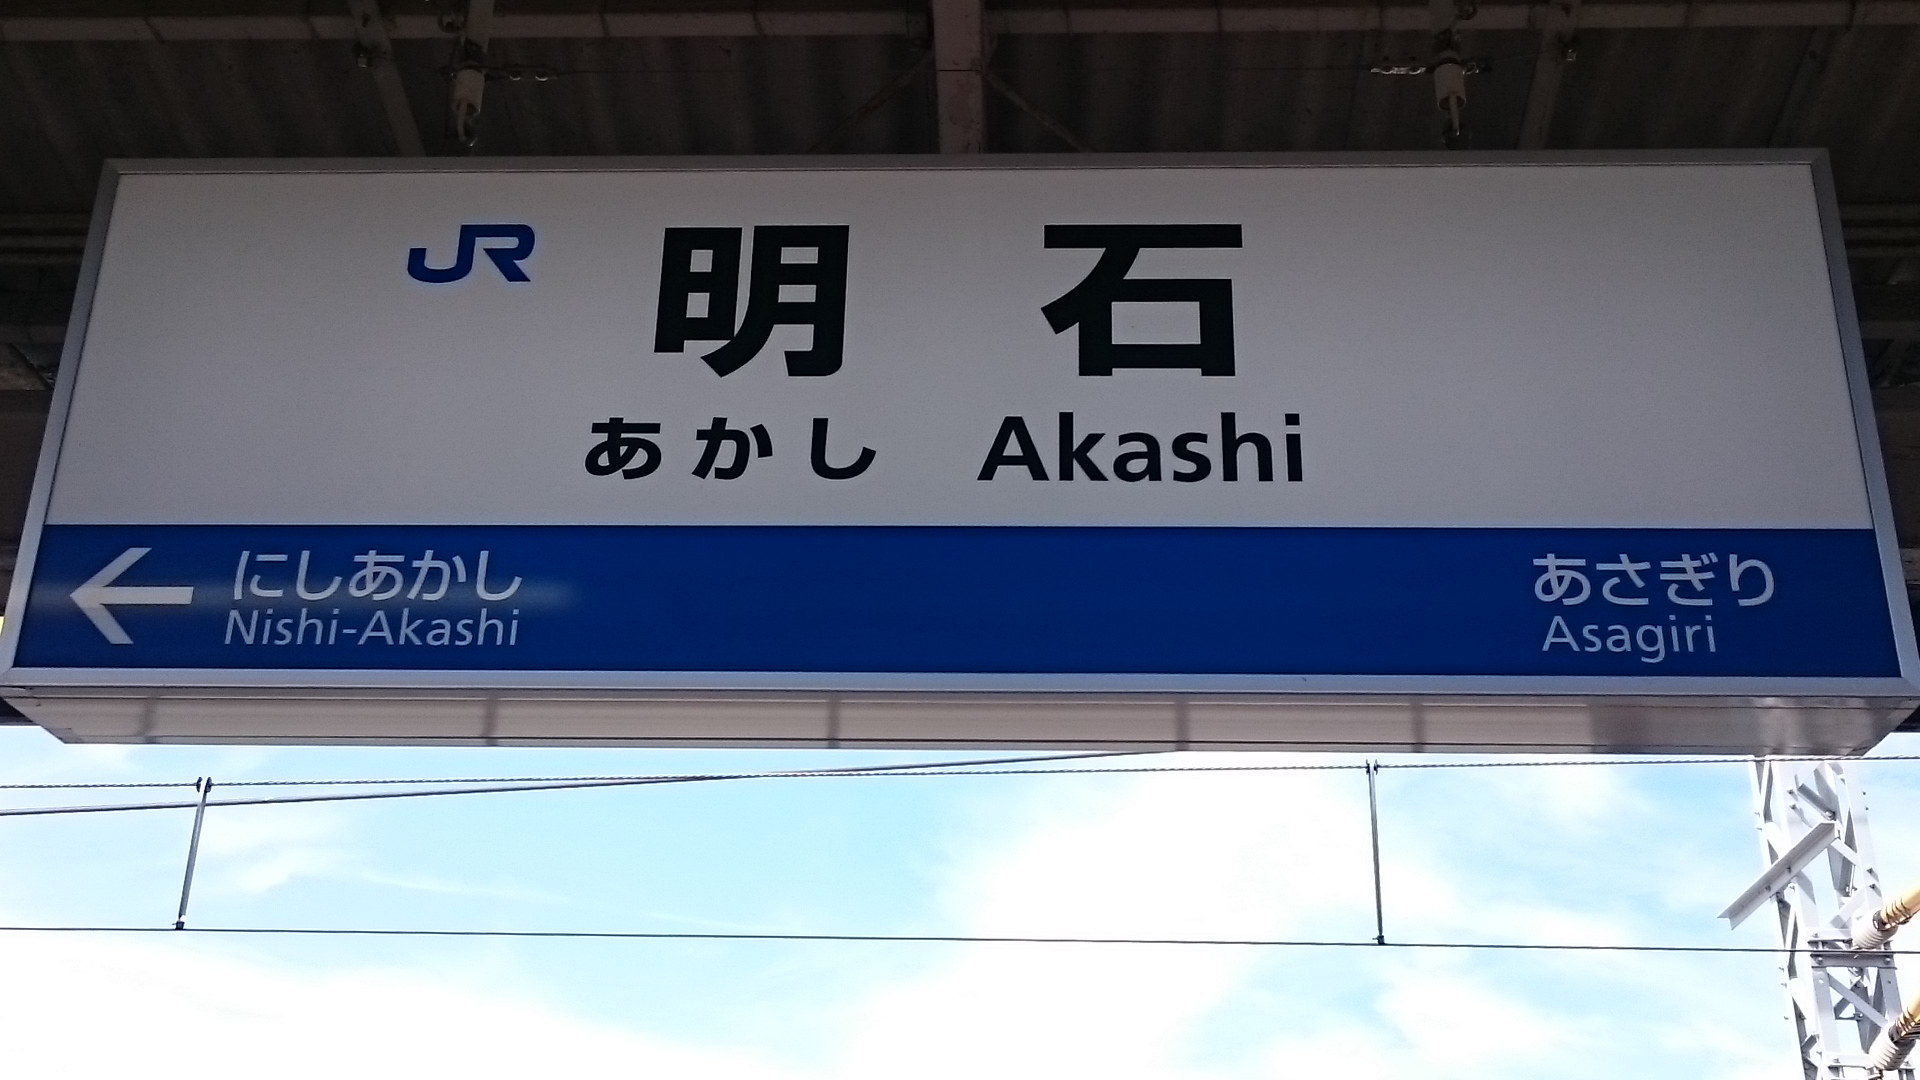 JR 明石
あかし Akashi
← にしあかし
Nishi-Akashi
あさぎり
Asagiri